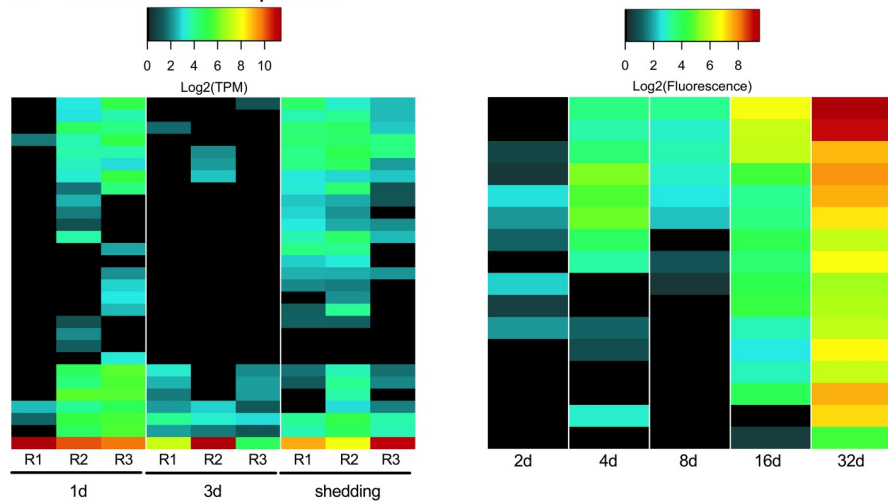 0 2 4 6 8 10
Log2(TPM)
R1 R2 R3 R1 R2 R3 R1 R2 R3
1d 3d shedding
0 2 4 6 8
Log2(Fluorescence)
2d 4d 8d 16d 32d